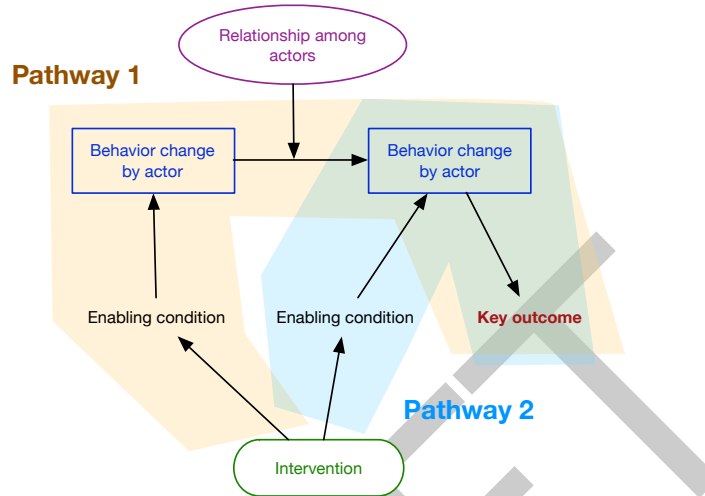 Relationship among
actors
Pathway 1
Behavior change
by actor
Behavior change
by actor
Enabling condition
Enabling condition
Key outcome
Pathway 2
Intervention